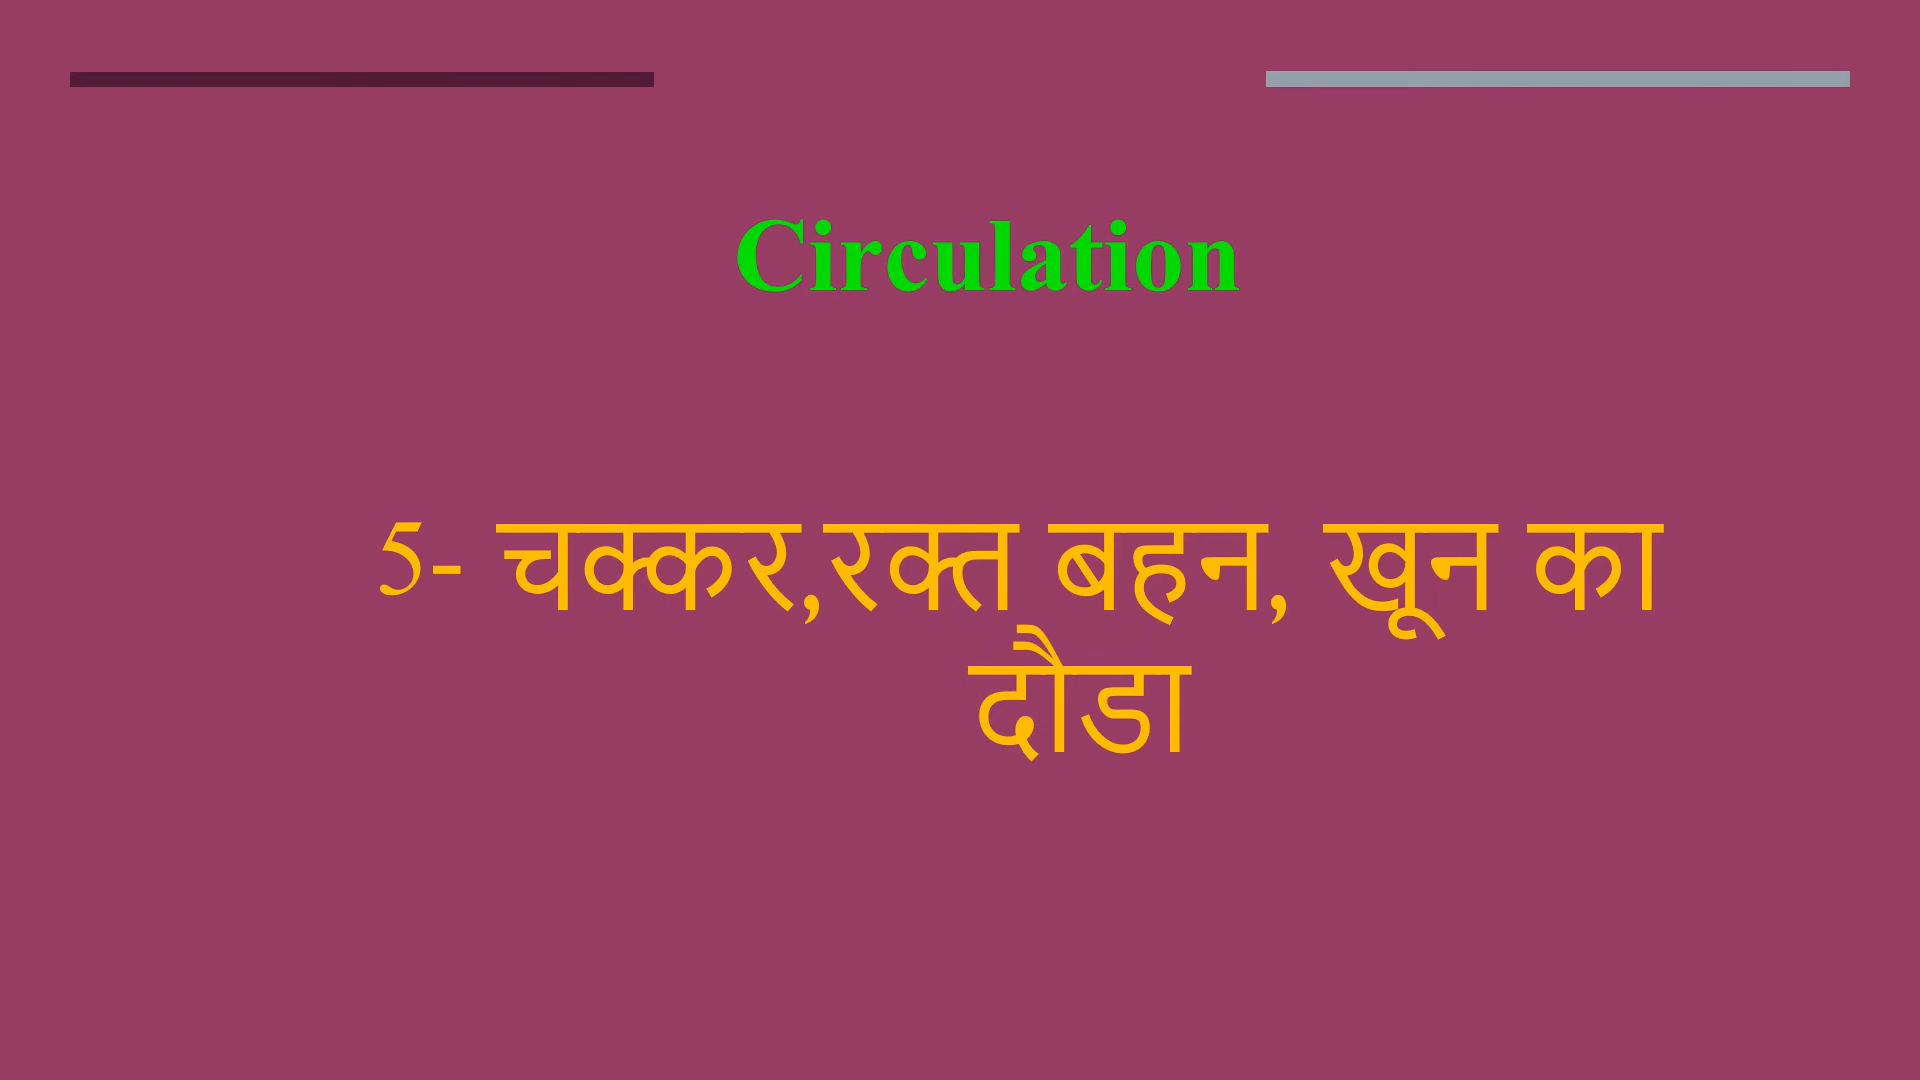 Circulation
5- चक्कर,रक्त बहन, खून का
दौडा